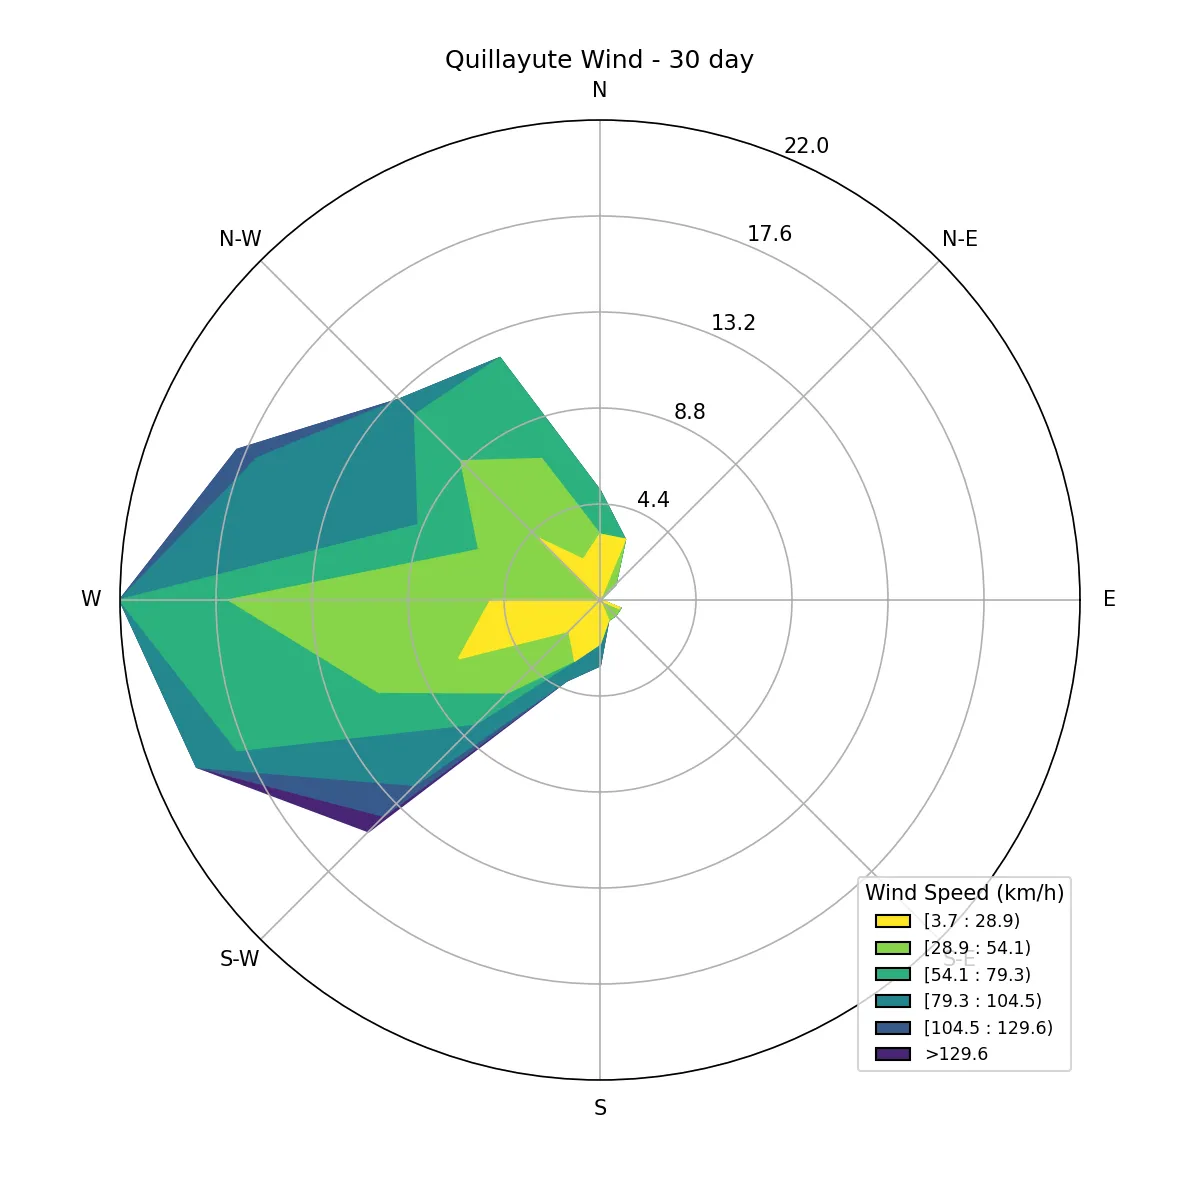 Quillayute Wind - 30 day
N
22.0
N-W
17.6
N-E
13.2
8.8
4.4
W
E
S-W
S-E
S
Wind Speed (km/h)
[3.7 : 28.9)
[28.9 : 54.1)
[54.1 : 79.3)
[79.3 : 104.5)
[104.5 : 129.6)
>129.6